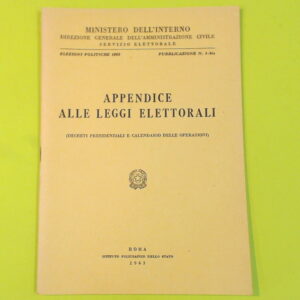 MINISTERO DELL'INTERNO
DIREZIONE GENERALE DELL'AMMINISTRAZIONE CIVILE
SERVIZIO ELETTORALE
ELEZIONI POLITICHE 1963 PUBBLICAZIONE N. 1-bis
APPENDICE
ALLE LEGGI ELETTORALI
(DECRETI PRESIDENZIALI E CALENDARIO DELLE OPERAZIONI)
ROMA
ISTITUTO POLIGRAFICO DELLO STATO
1963